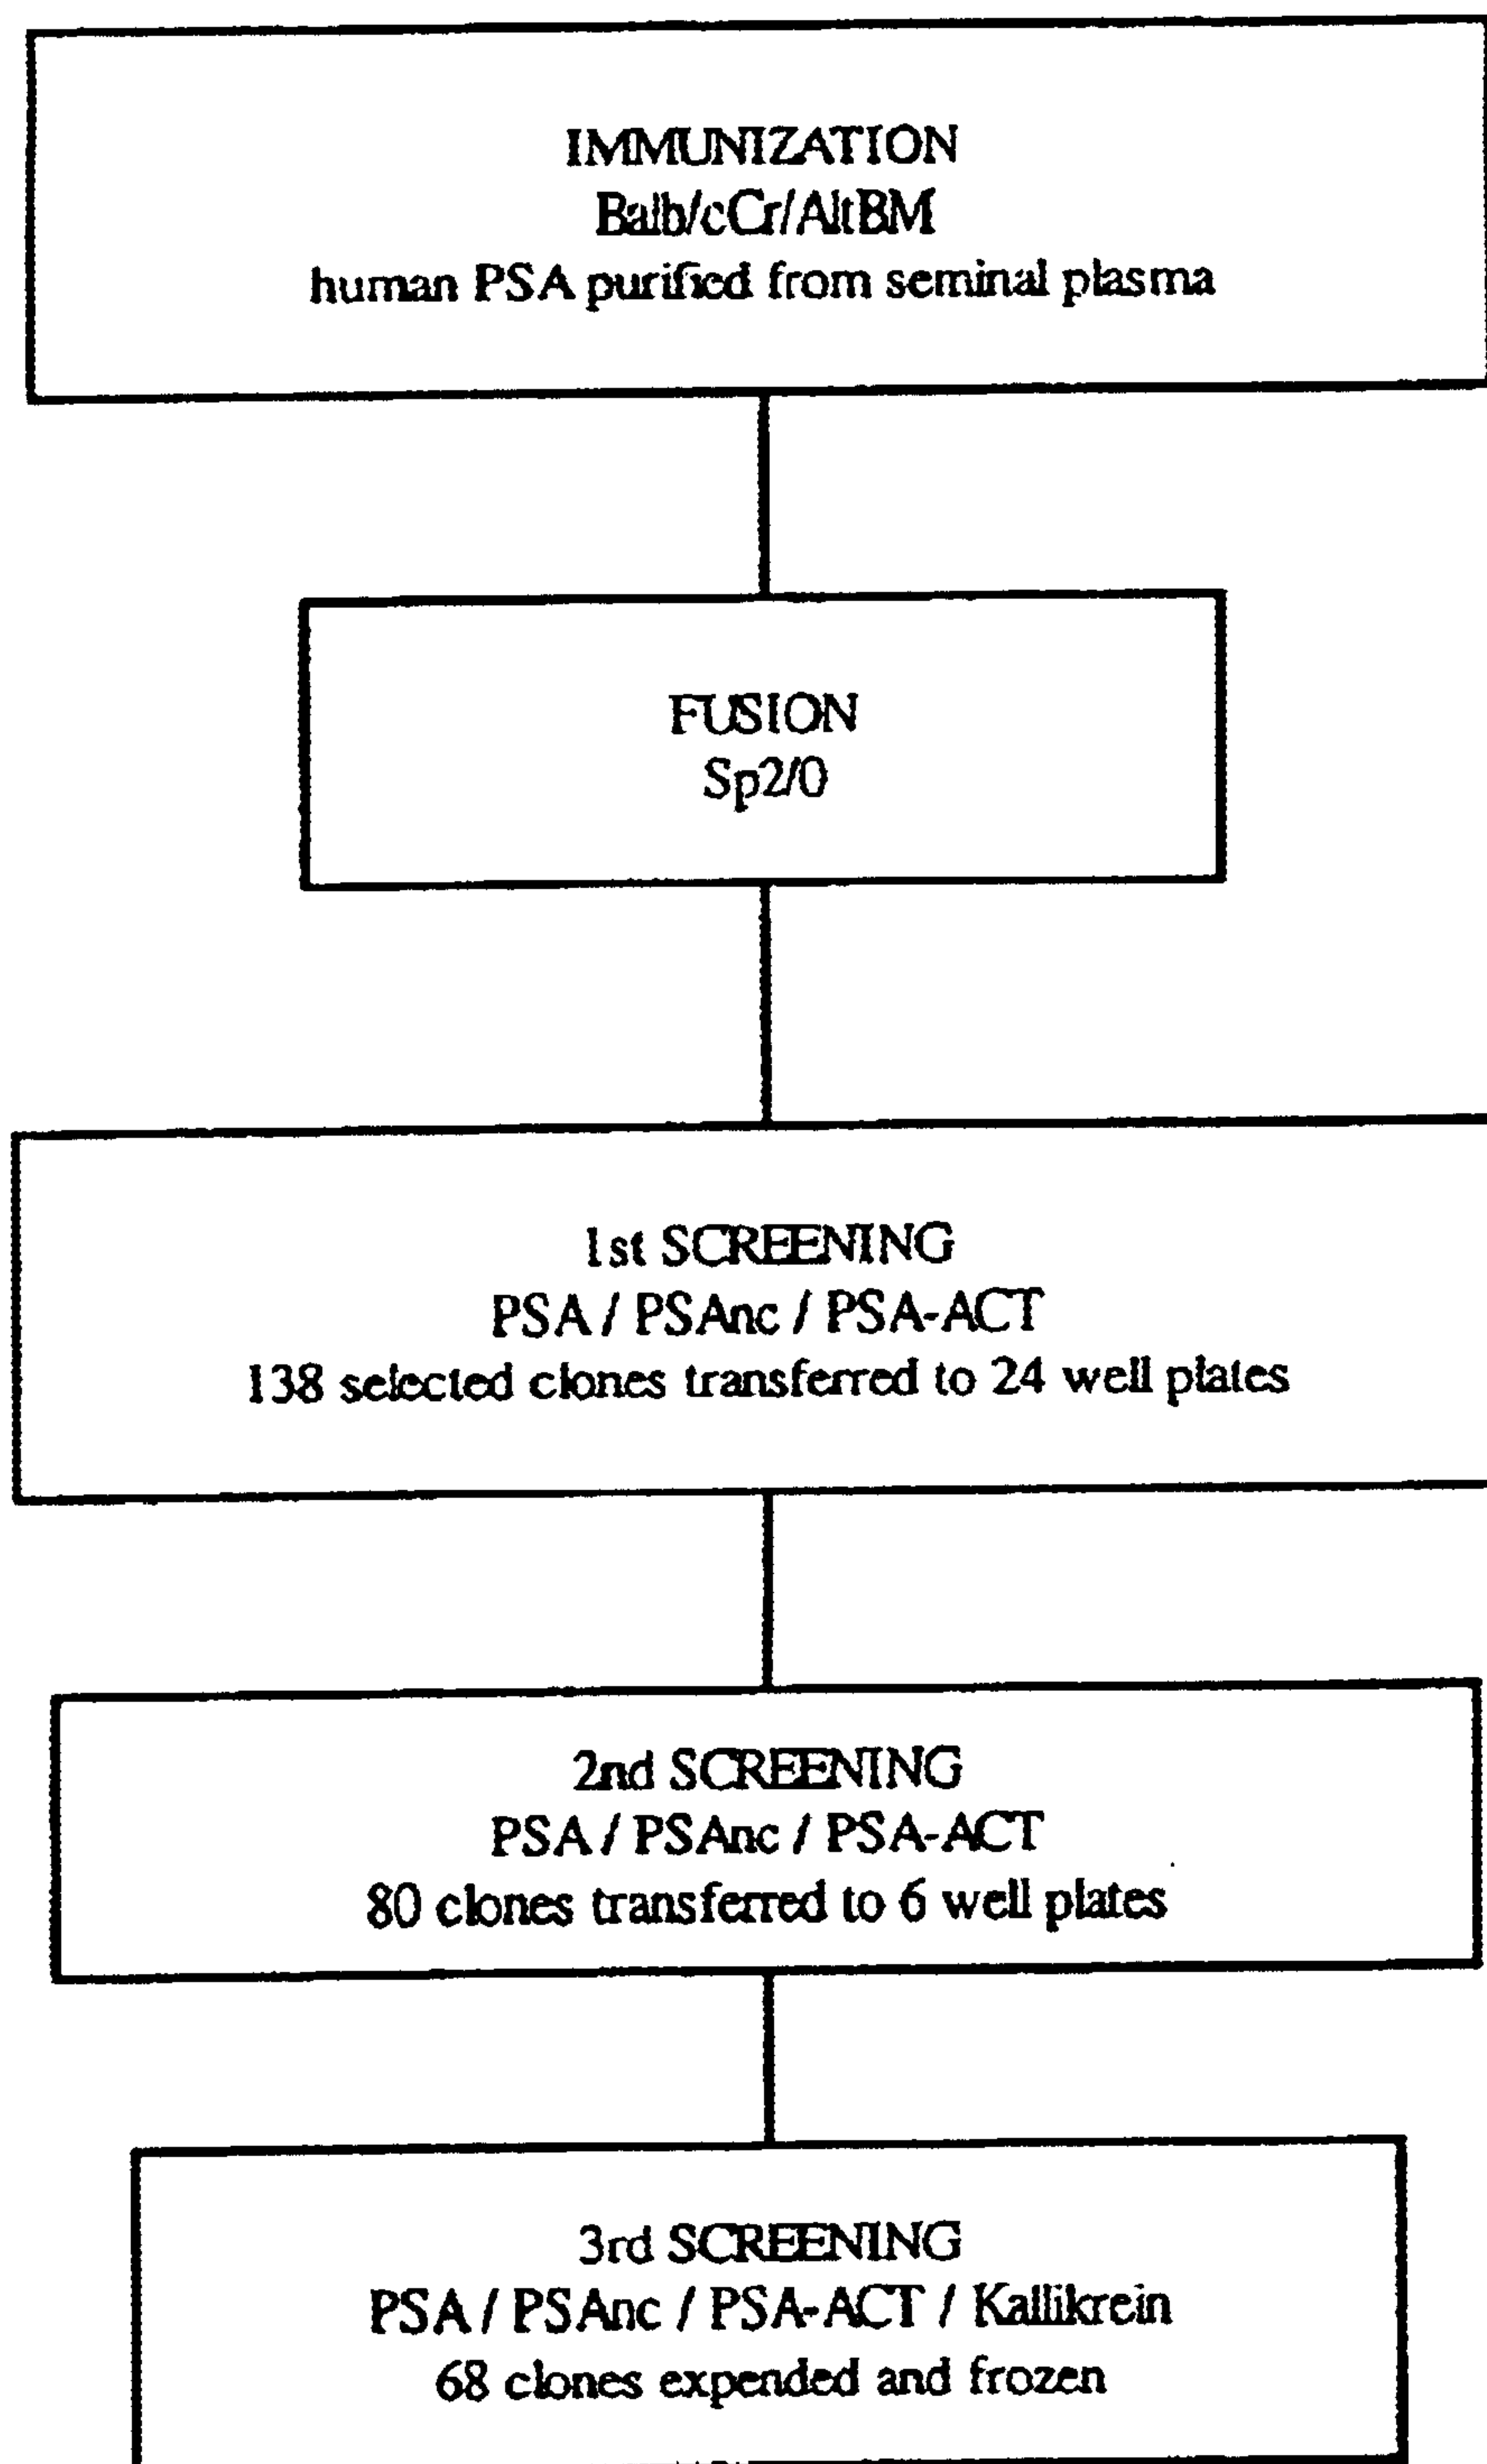 IMMUNIZATION
Balb/cCr/AltBM
human PSA purified from seminal plasma
FUSION
Sp2/0
1st SCREENING
PSA / PSAnc / PSA-ACT
138 selected clones transferred to 24 well plates
2nd SCREENING
PSA / PSAnc / PSA-ACT
80 clones transferred to 6 well plates
3rd SCREENING
PSA / PSAnc / PSA-ACT / Kallikrein
68 clones expended and frozen